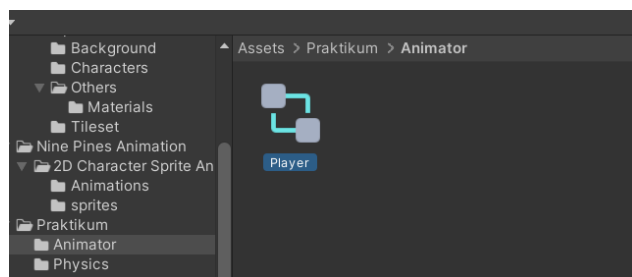 Background
Characters
Others
Materials
Tileset
Nine Pines Animation
2D Character Sprite An
Animations
sprites
Praktikum
Animator
Physics
Assets > Praktikum > Animator
Player